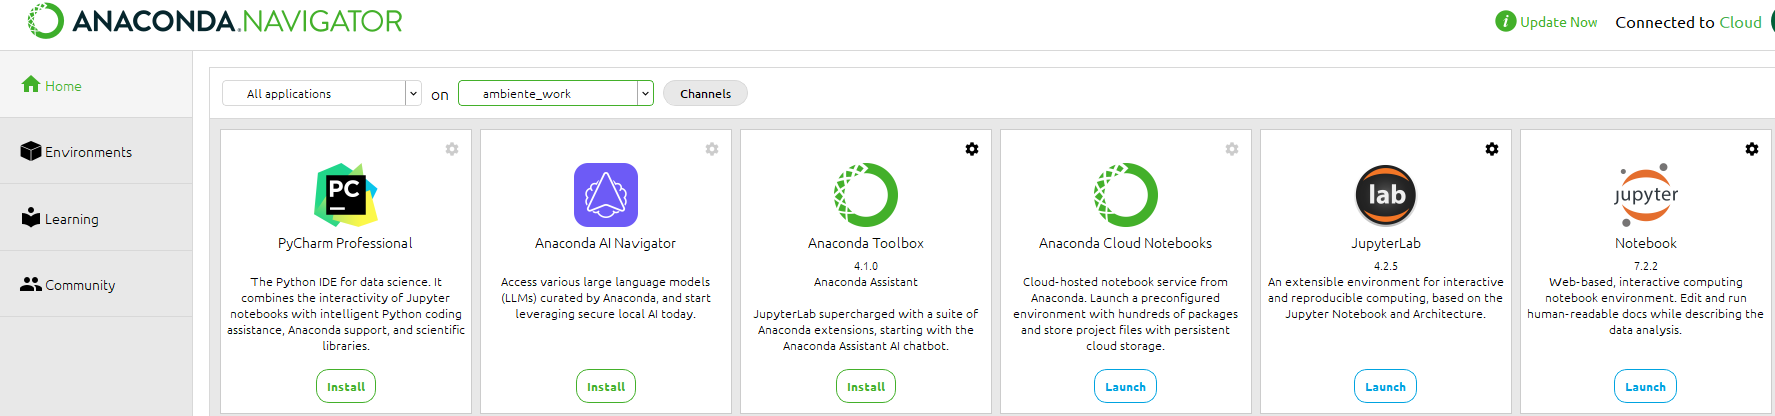 ANACONDA.NAVIGATOR
i Update Now Connected to Cloud
Home
Environments
Learning
Community
All applications on ambiente_work Channels
PC
PyCharm Professional
The Python IDE for data science. It
combines the interactivity of Jupyter
notebooks with intelligent Python coding
assistance, Anaconda support, and scientific
libraries.
Install
Anaconda AI Navigator
Access various large language models
(LLMs) curated by Anaconda, and start
leveraging secure local AI today.
Install
Anaconda Toolbox
4.1.0
Anaconda Assistant
JupyterLab supercharged with a suite of
Anaconda extensions, starting with the
Anaconda Assistant AI chatbot.
Install
Anaconda Cloud Notebooks
Cloud-hosted notebook service from
Anaconda. Launch a preconfigured
environment with hundreds of packages
and store project files with persistent
cloud storage.
Launch
lab
JupyterLab
4.2.5
An extensible environment for interactive
and reproducible computing, based on the
Jupyter Notebook and Architecture.
Launch
jupyter
Notebook
7.2.2
Web-based, interactive computing
notebook environment. Edit and run
human-readable docs while describing the
data analysis.
Launch